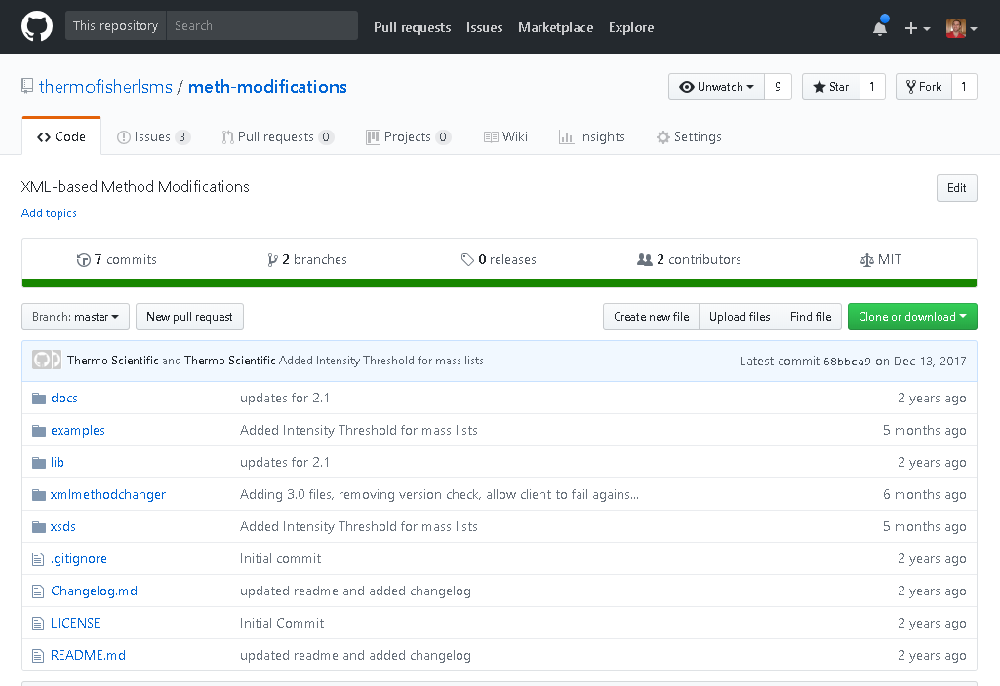 This repository Search Pull requests Issues Marketplace Explore
thermofisherlsms / meth-modifications Unwatch 9 Star 1 Fork 1
Code Issues 3 Pull requests 0 Projects 0 Wiki Insights Settings
XML-based Method Modifications Edit
Add topics
7 commits 2 branches 0 releases 2 contributors MIT
Branch: master New pull request Create new file Upload files Find file Clone or download
Thermo Scientific and Thermo Scientific Added Intensity Threshold for mass lists Latest commit 68bbca9 on Dec 13, 2017
docs updates for 2.1 2 years ago
examples Added Intensity Threshold for mass lists 5 months ago
lib updates for 2.1 2 years ago
xmlmethodchanger Adding 3.0 files, removing version check, allow client to fail agains... 6 months ago
xsds Added Intensity Threshold for mass lists 5 months ago
.gitignore Initial commit 2 years ago
Changelog.md updated readme and added changelog 2 years ago
LICENSE Initial Commit 2 years ago
README.md updated readme and added changelog 2 years ago